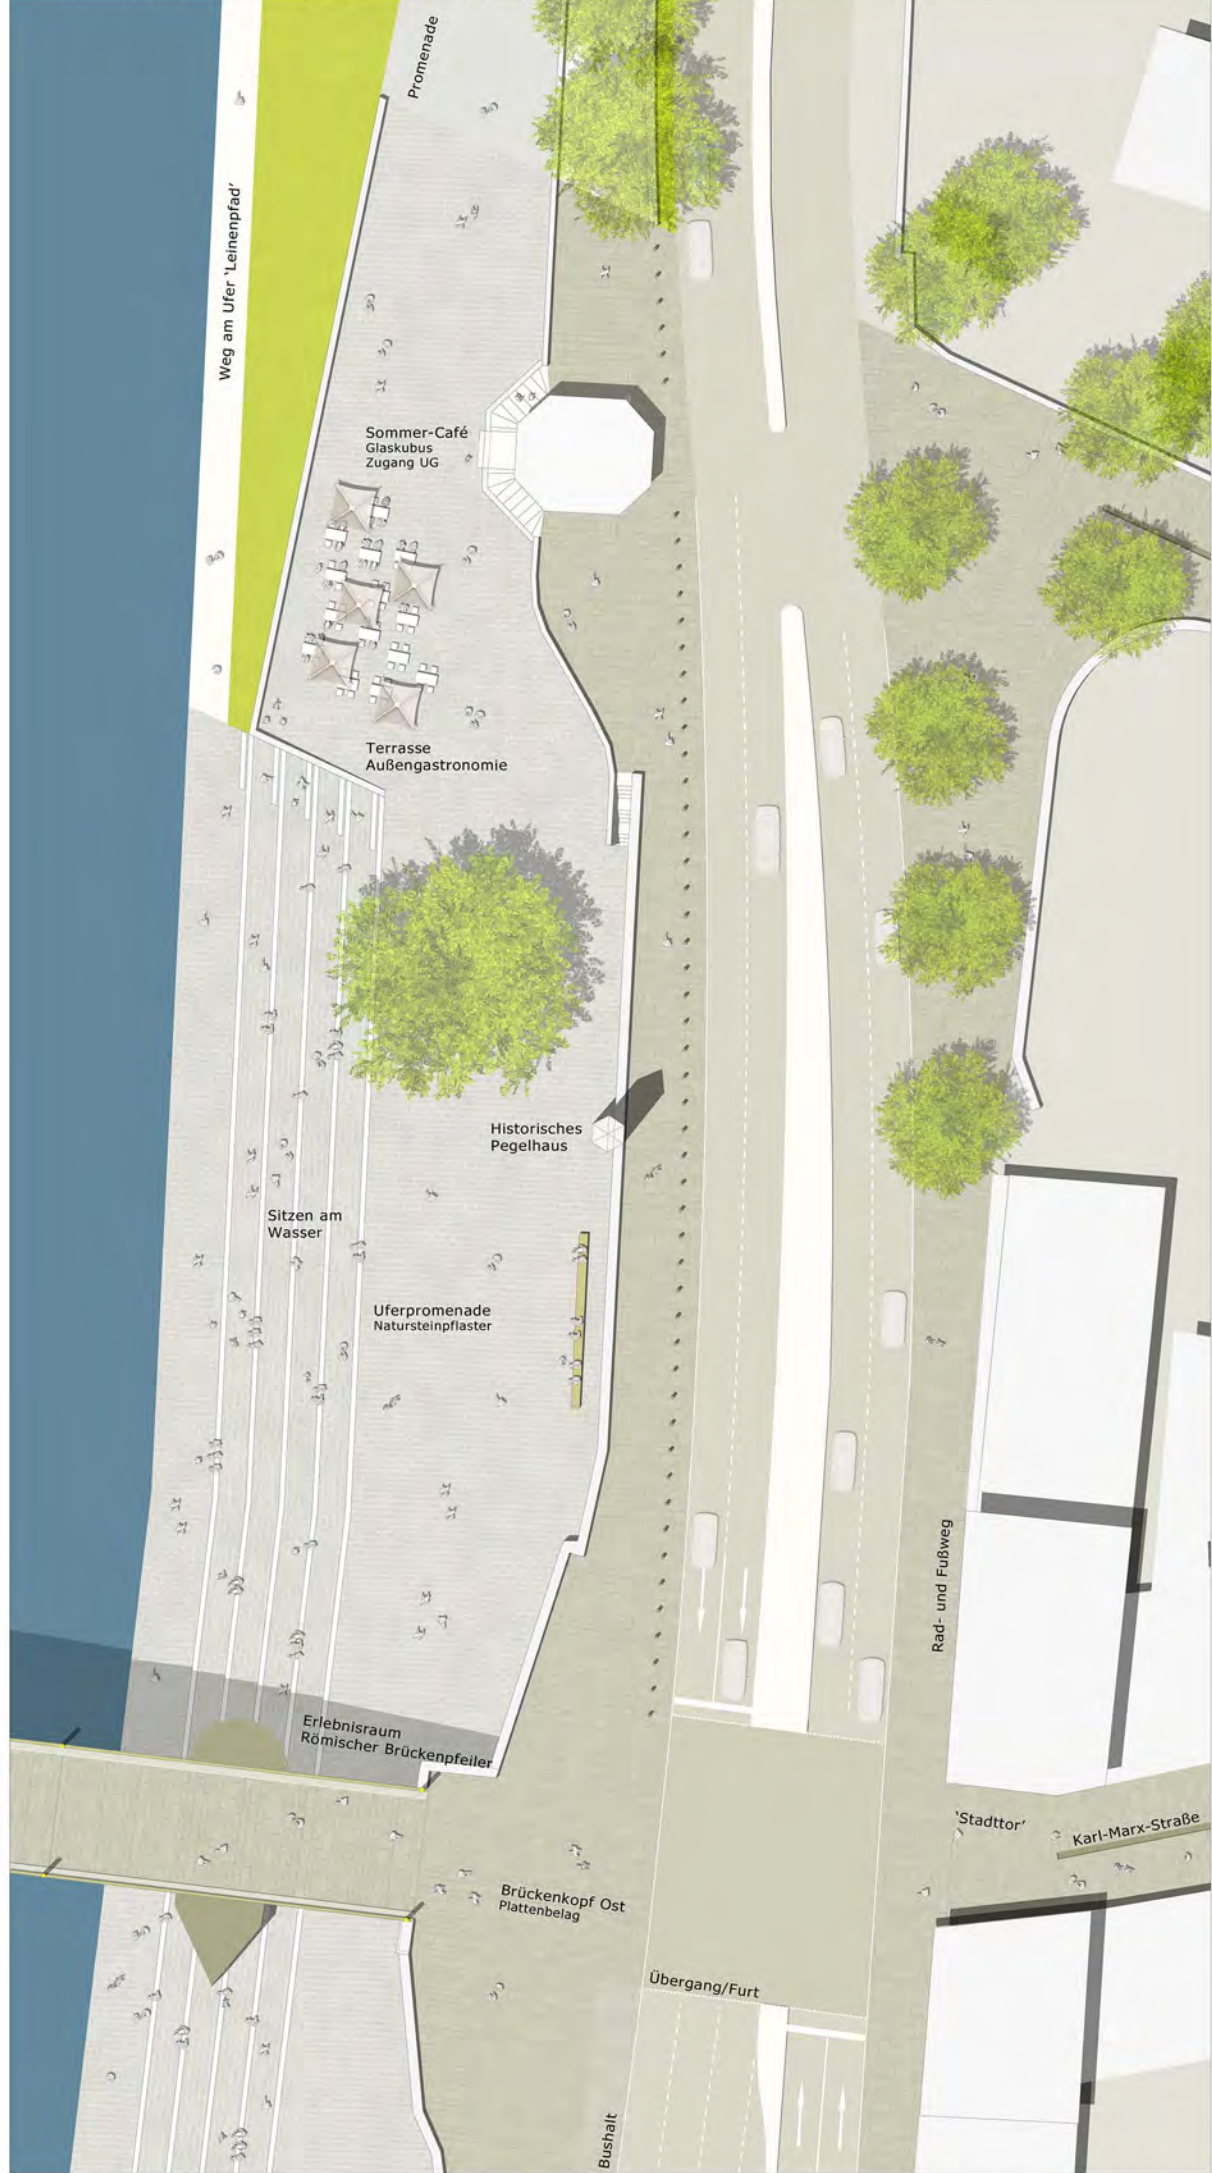 Promenade
Weg am Ufer 'Leinenpfad'
Sommer-Café
Glaskubus
Zugang UG
Terrasse
Außengastronomie
Historisches
Pegelhaus
Sitzen am
Wasser
Uferpromenade
Natursteinpflaster
Rad- und Fußweg
Erlebnisraum
Römischer Brückenpfeiler
'Stadttor'
Karl-Marx-Straße
Brückenkopf Ost
Plattenbelag
Übergang/Furt
Bushalt